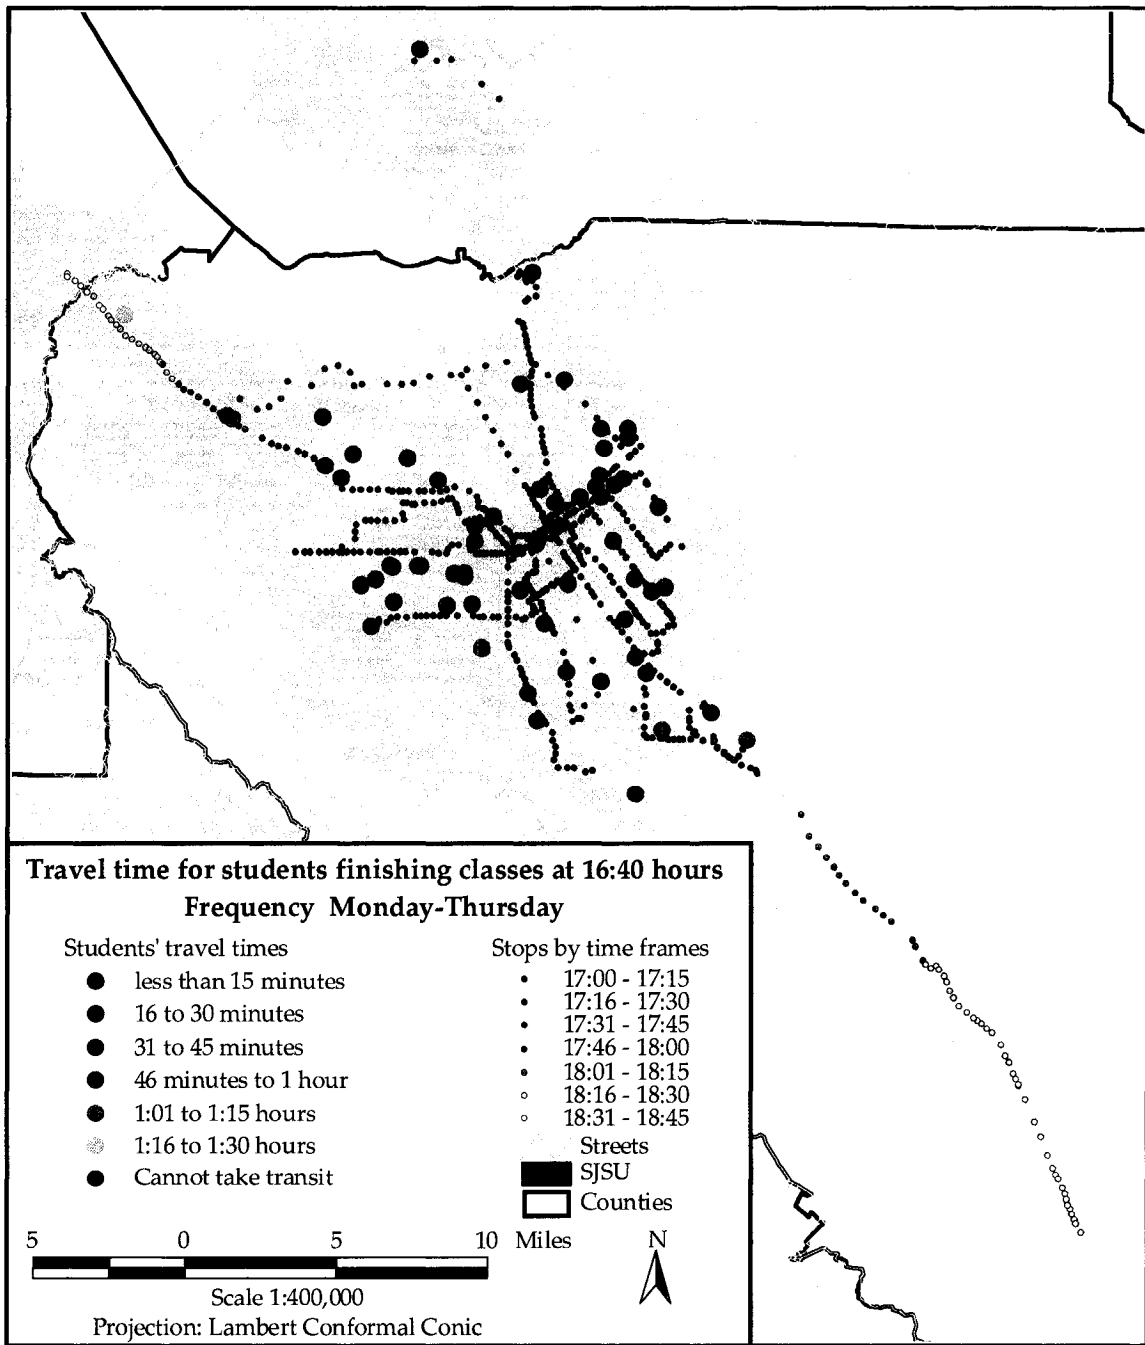 Travel time for students finishing classes at 16:40 hours
Frequency Monday-Thursday
Students' travel times
less than 15 minutes
16 to 30 minutes
31 to 45 minutes
46 minutes to 1 hour
1:01 to 1:15 hours
1:16 to 1:30 hours
Cannot take transit
Stops by time frames
17:00 - 17:15
17:16 - 17:30
17:31 - 17:45
17:46 - 18:00
18:01 - 18:15
18:16 - 18:30
18:31 - 18:45
Streets
SJSU
Counties
5 0 5 10 Miles
N
Scale 1:400,000
Projection: Lambert Conformal Conic